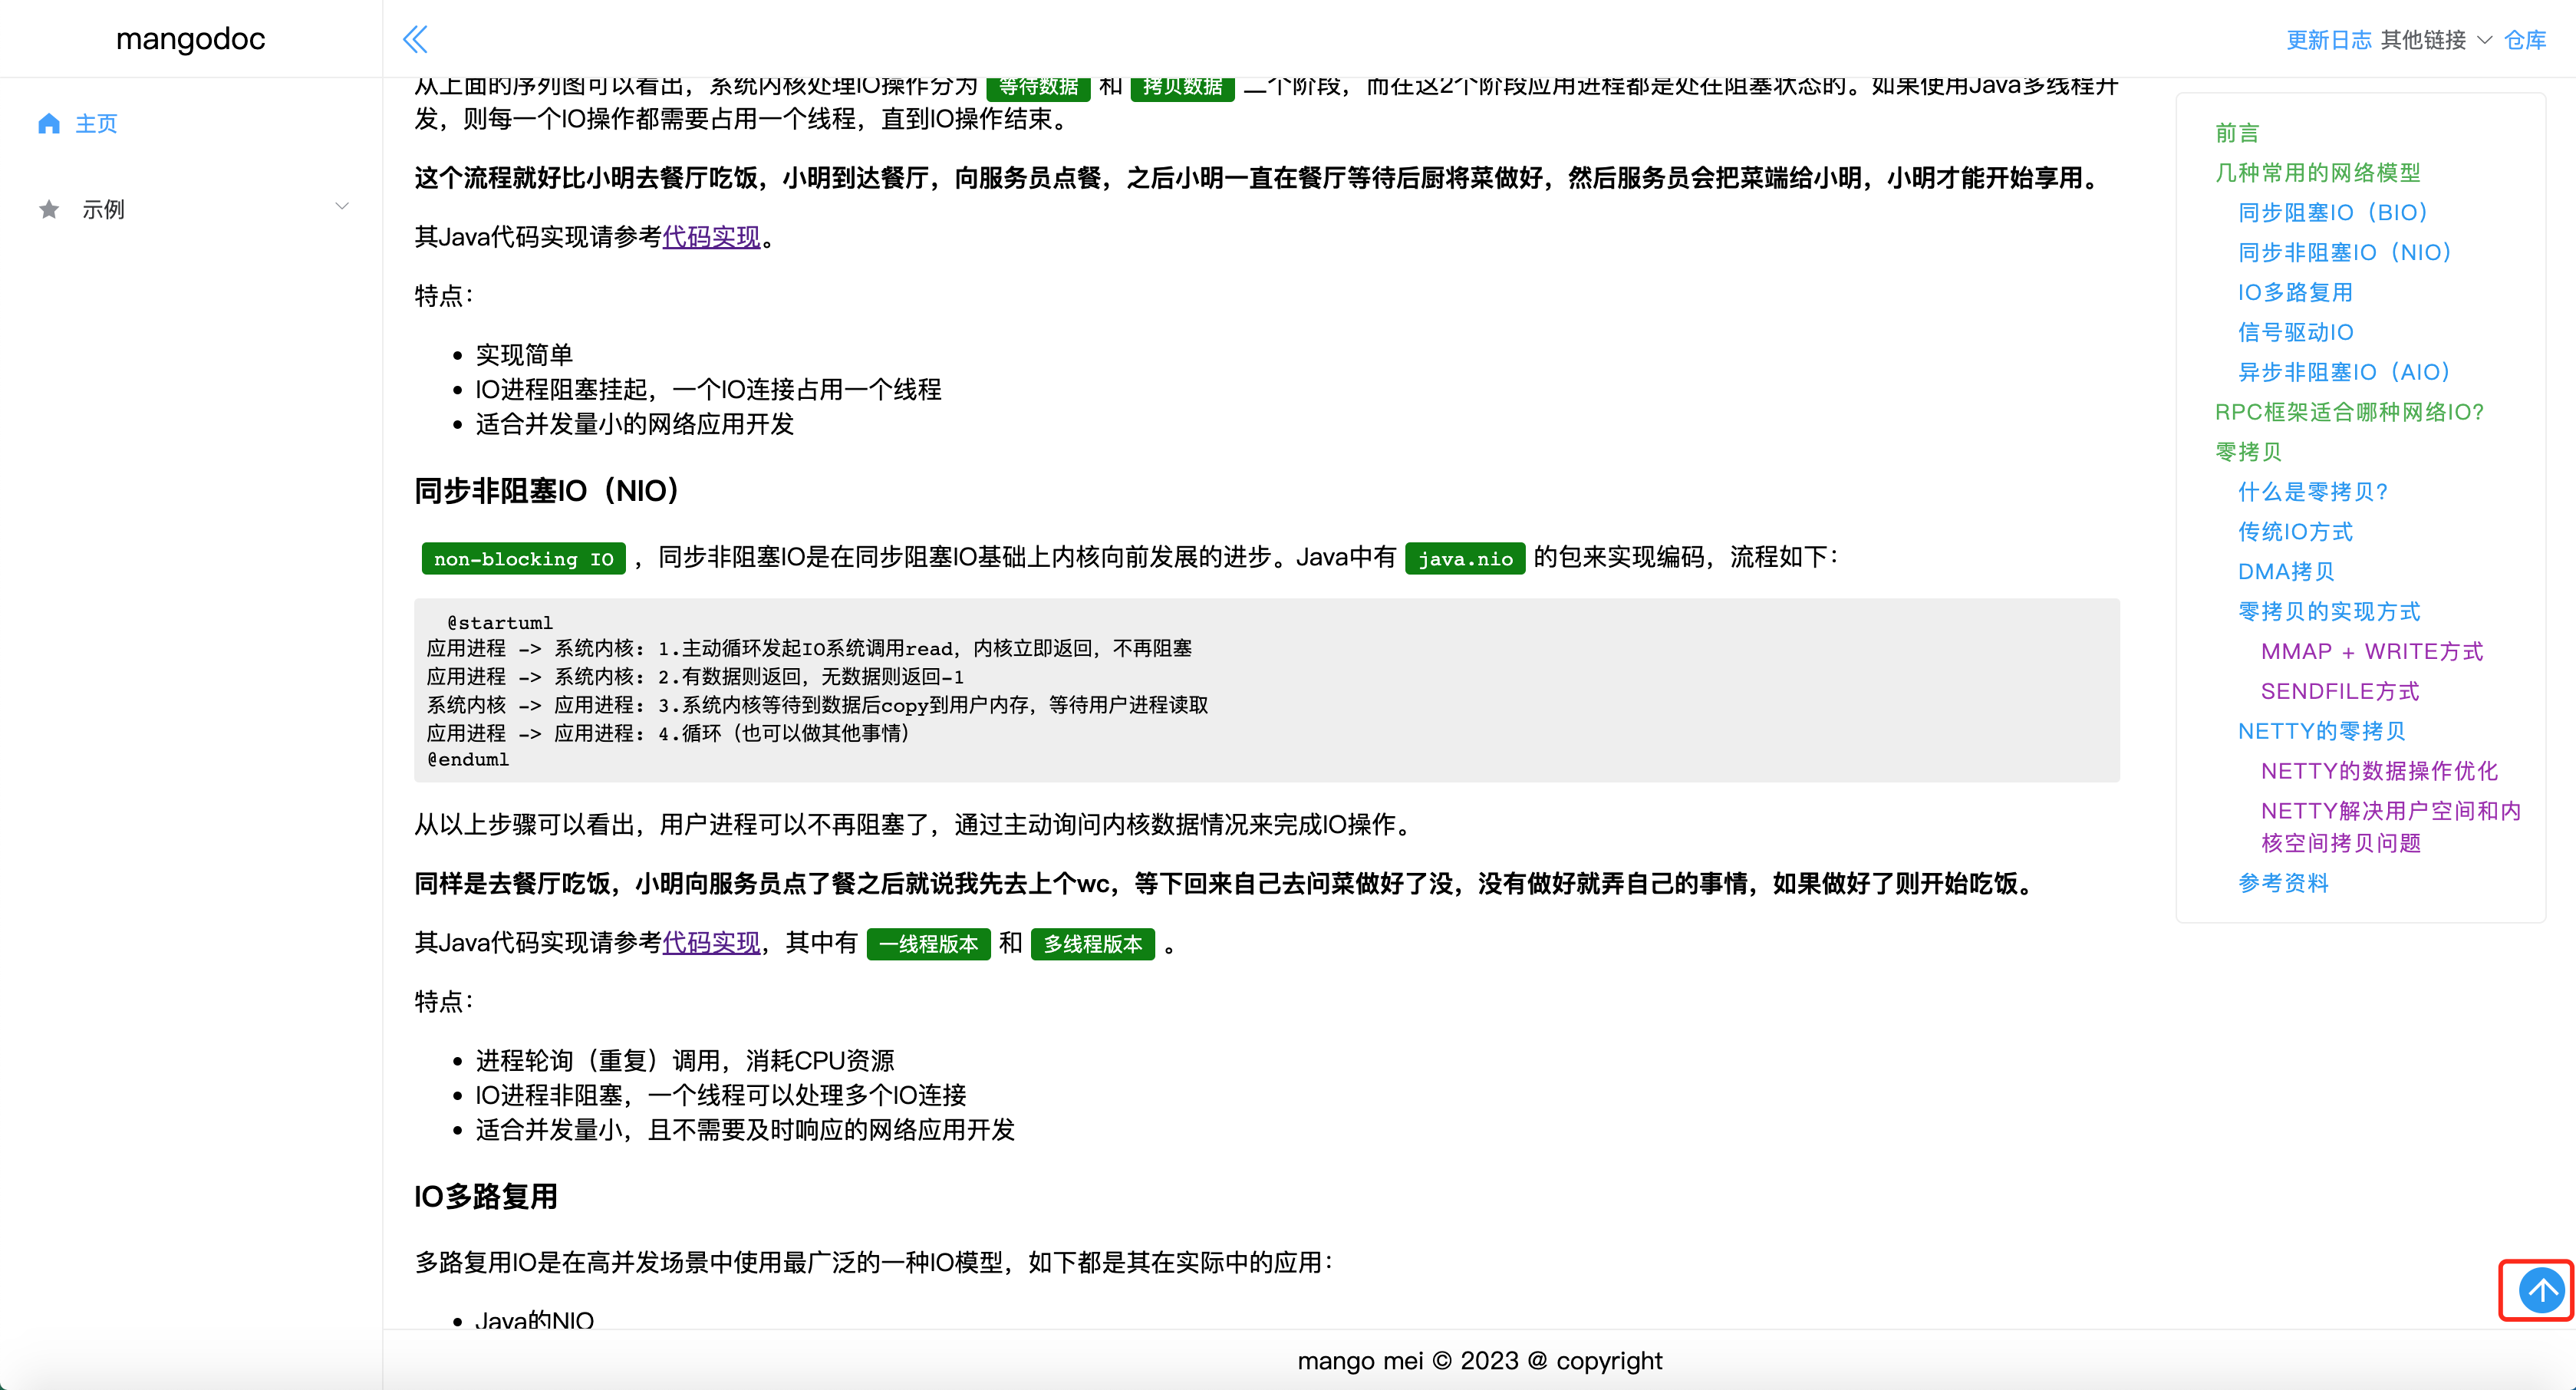 mangodoc
更新日志 其他链接 仓库
主页
示例
从上面的序列图可以看出，系统内核处理IO操作分为 等待数据 和 拷贝数据 二个阶段，而在这2个阶段应用进程都是处在阻塞状态的。如果使用Java多线程开
发，则每一个IO操作都需要占用一个线程，直到IO操作结束。
这个流程就好比小明去餐厅吃饭，小明到达餐厅，向服务员点餐，之后小明一直在餐厅等待后厨将菜做好，然后服务员会把菜端给小明，小明才能开始享用。
其Java代码实现请参考代码实现。
特点：
• 实现简单
• IO进程阻塞挂起，一个IO连接占用一个线程
• 适合并发量小的网络应用开发
同步非阻塞IO（NIO）
non-blocking IO ，同步非阻塞IO是在同步阻塞IO基础上内核向前发展的进步。Java中有 java.nio 的包来实现编码，流程如下：
@startuml
应用进程 -> 系统内核: 1.主动循环发起IO系统调用read，内核立即返回，不再阻塞
应用进程 -> 系统内核: 2.有数据则返回，无数据则返回-1
系统内核 -> 应用进程: 3.系统内核等待到数据后copy到用户内存，等待用户进程读取
应用进程 -> 应用进程: 4.循环（也可以做其他事情）
@enduml
从以上步骤可以看出，用户进程可以不再阻塞了，通过主动询问内核数据情况来完成IO操作。
同样是去餐厅吃饭，小明向服务员点了餐之后就说我先去上个wc，等下回来自己去问菜做好了没，没有做好就弄自己的事情，如果做好了则开始吃饭。
其Java代码实现请参考代码实现，其中有 一线程版本 和 多线程版本 。
特点：
• 进程轮询（重复）调用，消耗CPU资源
• IO进程非阻塞，一个线程可以处理多个IO连接
• 适合并发量小，且不需要及时响应的网络应用开发
IO多路复用
多路复用IO是在高并发场景中使用最广泛的一种IO模型，如下都是其在实际中的应用：
• Java的NIO
前言
几种常用的网络模型
同步阻塞IO（BIO）
同步非阻塞IO（NIO）
IO多路复用
信号驱动IO
异步非阻塞IO（AIO）
RPC框架适合哪种网络IO?
零拷贝
什么是零拷贝?
传统IO方式
DMA拷贝
零拷贝的实现方式
MMAP + WRITE方式
SENDFILE方式
NETTY的零拷贝
NETTY的数据操作优化
NETTY解决用户空间和内
核空间拷贝问题
参考资料
mango mei © 2023 @ copyright